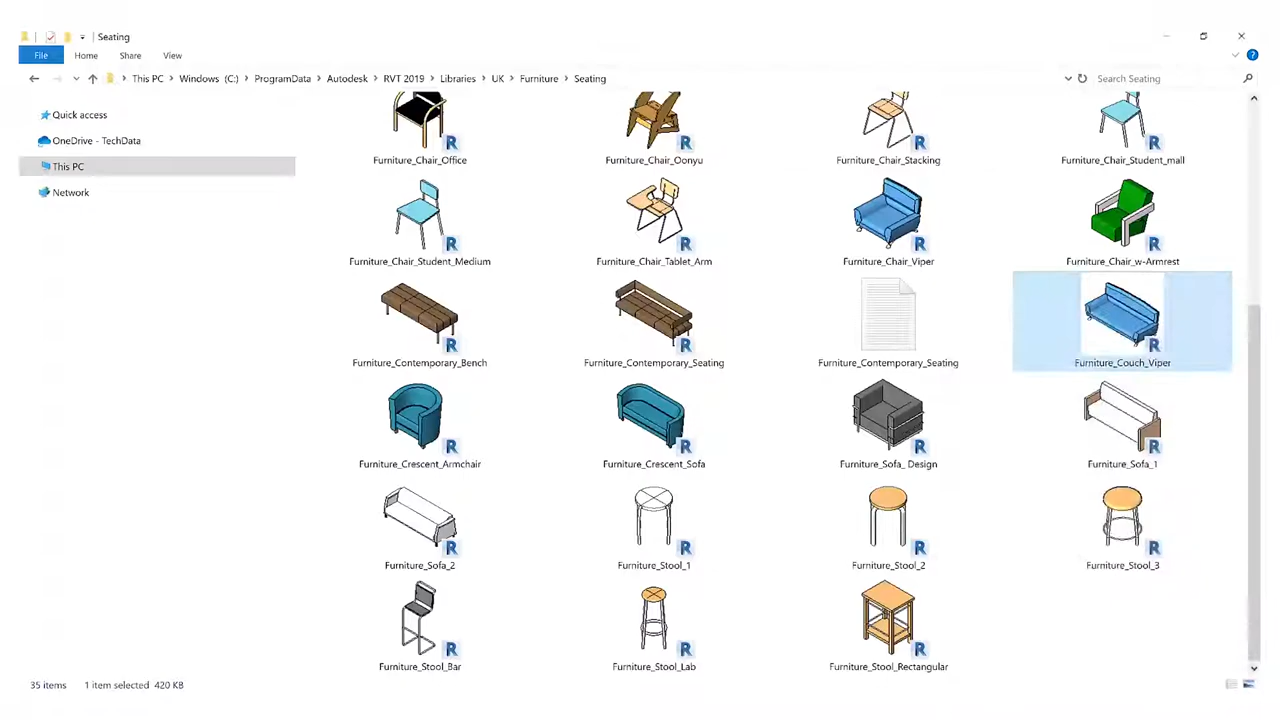 Seating
File Home Share View
This PC Windows (C:) ProgramData Autodesk RVT 2019 Libraries UK Furniture Seating
Search Seating
Quick access
OneDrive - TechData
This PC
Network
Furniture_Chair_Office Furniture_Chair_Oonyu Furniture_Chair_Stacking Furniture_Chair_Student_mall
R R R R
Furniture_Chair_Student_Medium Furniture_Chair_Tablet_Arm Furniture_Chair_Viper Furniture_Chair_w-Armrest
R R R R
Furniture_Contemporary_Bench Furniture_Contemporary_Seating Furniture_Contemporary_Seating Furniture_Couch_Viper
R R R
Furniture_Crescent_Armchair Furniture_Crescent_Sofa Furniture_Sofa_ Design Furniture_Sofa_1
R R R R
Furniture_Sofa_2 Furniture_Stool_1 Furniture_Stool_2 Furniture_Stool_3
R R R R
Furniture_Stool_Bar Furniture_Stool_Lab Furniture_Stool_Rectangular
R R R
35 items 1 item selected 420 KB